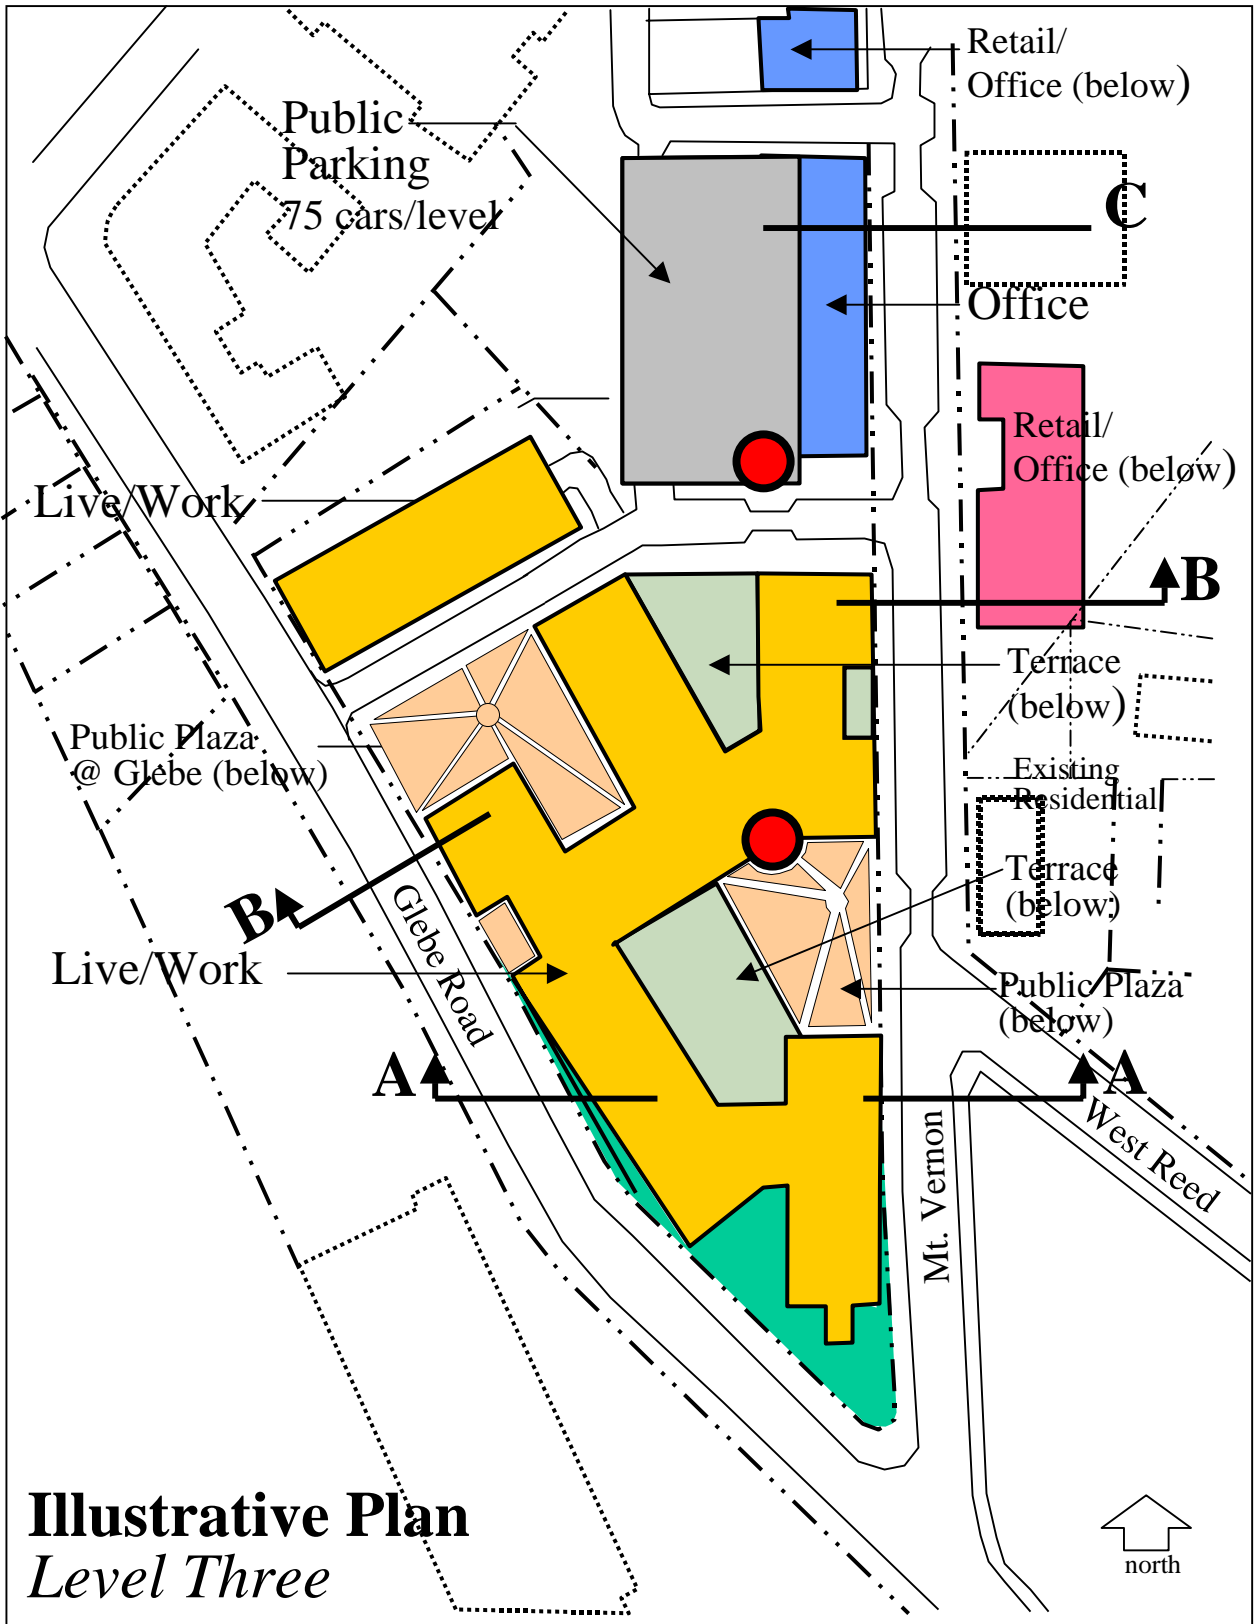 Retail/
Office (below)
Public
Parking
75 cars/level
C
Office
Retail/
Office (below)
Live/Work
B
Terrace
(below)
Public Plaza
@ Glebe (below)
Existing
Residential
Terrace
(below)
B
Glebe Road
Live/Work
Public Plaza
(below)
A
A
West Reed
Mt. Vernon
Illustrative Plan
Level Three
north